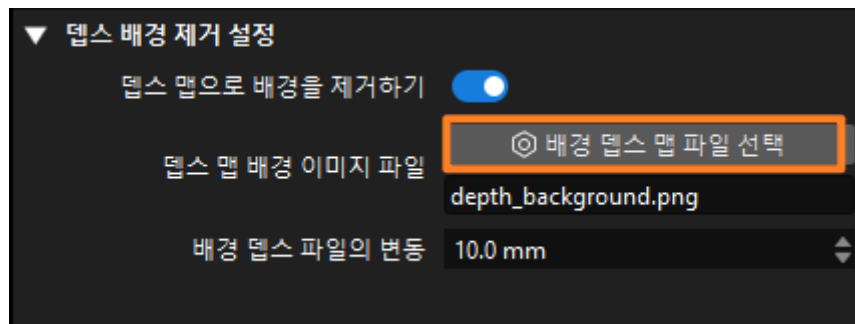 ▼ 뎁스 배경 제거 설정
뎁스 맵으로 배경을 제거하기
뎁스 맵 배경 이미지 파일
배경 뎁스 맵 파일 선택
depth_background.png
배경 뎁스 파일의 변동 10.0 mm